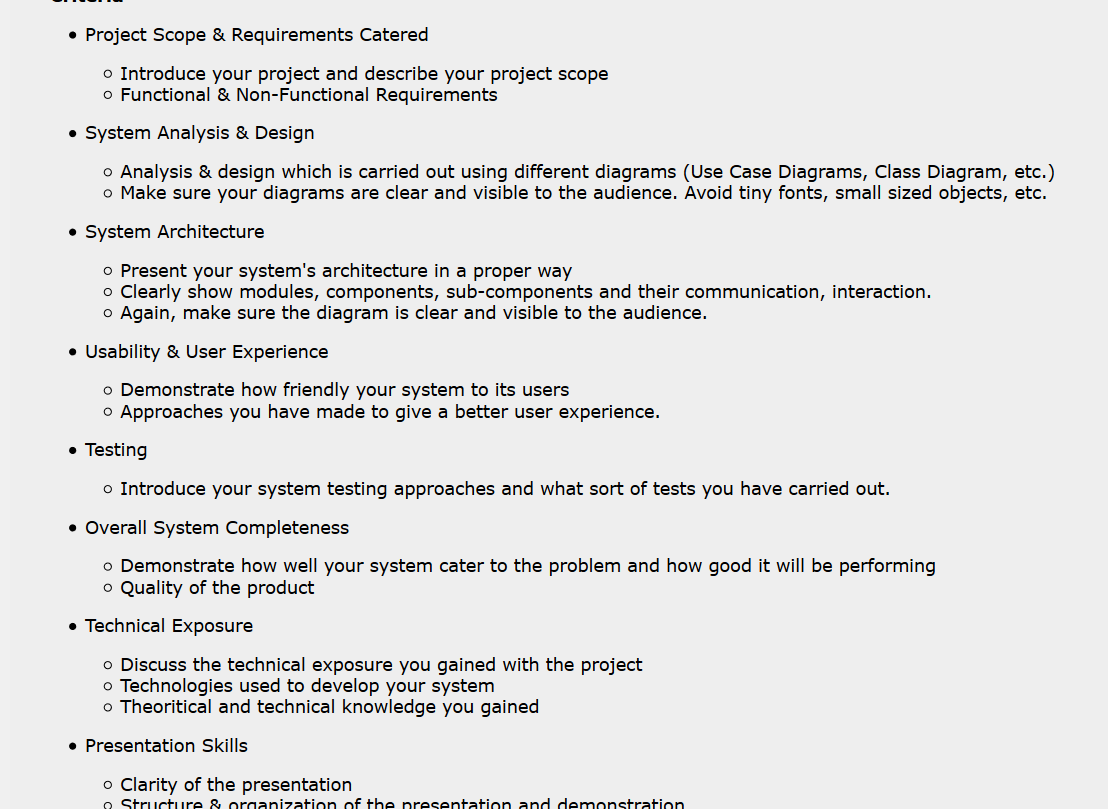 Criteria
• Project Scope & Requirements Catered
○ Introduce your project and describe your project scope
○ Functional & Non-Functional Requirements
• System Analysis & Design
○ Analysis & design which is carried out using different diagrams (Use Case Diagrams, Class Diagram, etc.)
○ Make sure your diagrams are clear and visible to the audience. Avoid tiny fonts, small sized objects, etc.
• System Architecture
○ Present your system's architecture in a proper way
○ Clearly show modules, components, sub-components and their communication, interaction.
○ Again, make sure the diagram is clear and visible to the audience.
• Usability & User Experience
○ Demonstrate how friendly your system to its users
○ Approaches you have made to give a better user experience.
• Testing
○ Introduce your system testing approaches and what sort of tests you have carried out.
• Overall System Completeness
○ Demonstrate how well your system cater to the problem and how good it will be performing
○ Quality of the product
• Technical Exposure
○ Discuss the technical exposure you gained with the project
○ Technologies used to develop your system
○ Theoritical and technical knowledge you gained
• Presentation Skills
○ Clarity of the presentation
○ Structure & organization of the presentation and demonstration